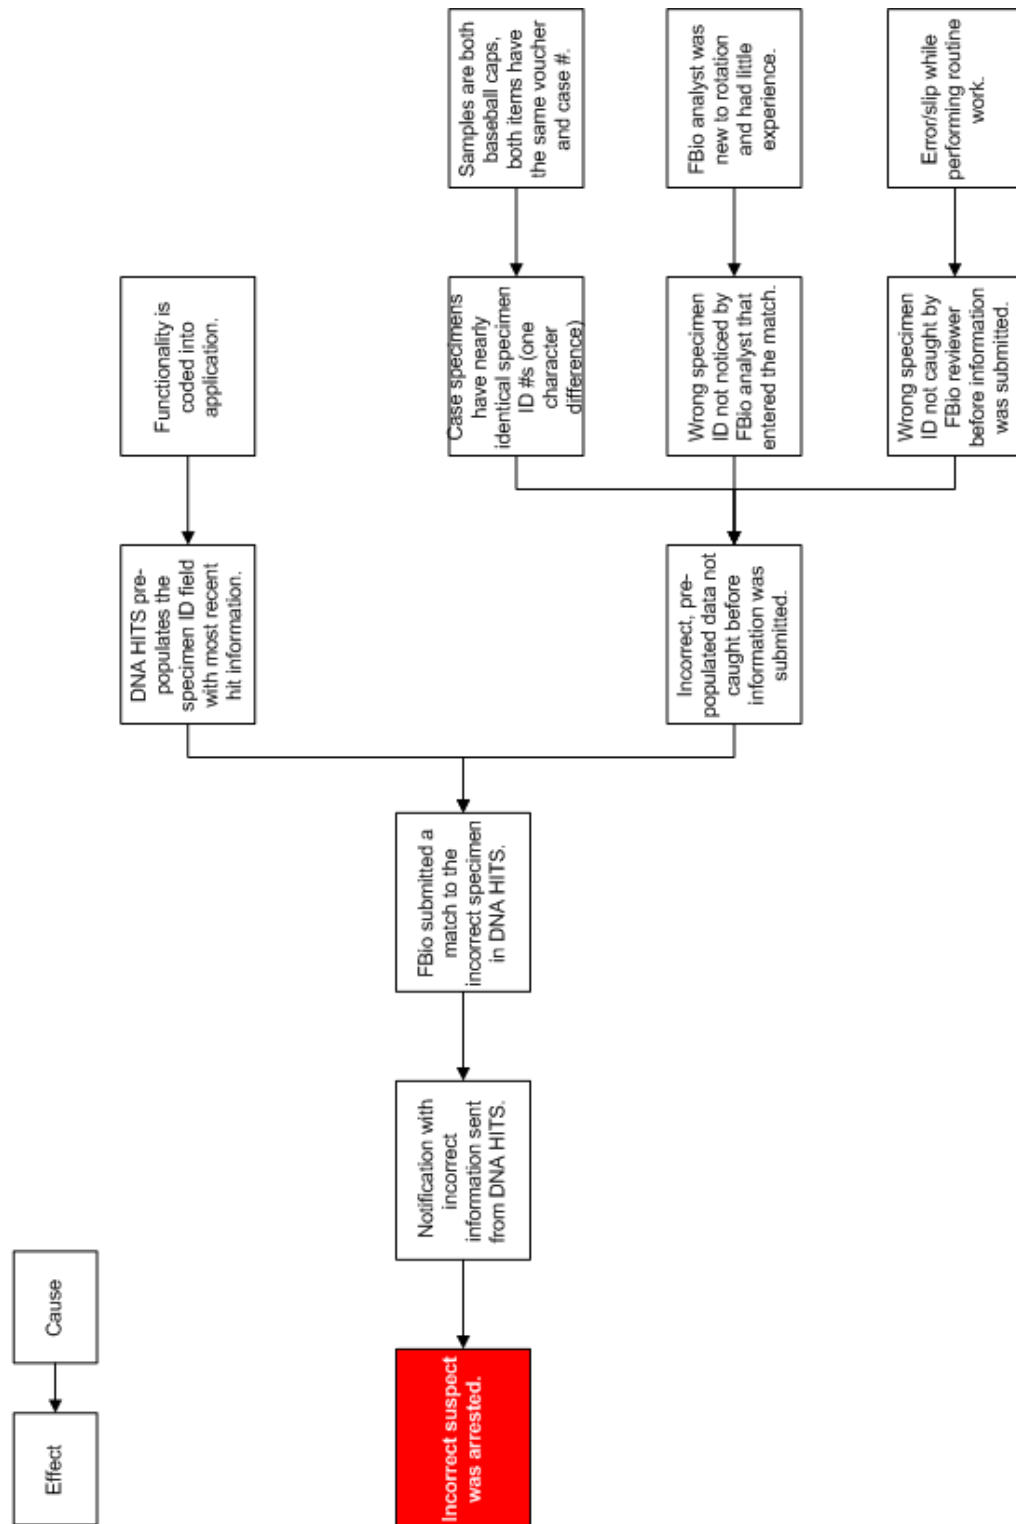 Effect
Cause
DNA HITS pre-
populates the
specimen ID field
with most recent
hit information.
Functionality is
coded into
application.
Incorrect suspect
was arrested.
Notification with
incorrect
information sent
from DNA HITS.
FBio submitted a
match to the
incorrect specimen
in DNA HITS.
Case specimens
have nearly
identical specimen
ID #s (one
character
difference)
Samples are both
baseball caps,
both items have
the same voucher
and case #.
Incorrect, pre-
populated data not
caught before
information was
submitted.
Wrong specimen
ID not noticed by
FBio analyst that
entered the match.
FBio analyst was
new to rotation
and had little
experience.
Wrong specimen
ID not caught by
FBio reviewer
before information
was submitted.
Error/slip while
performing routine
work.